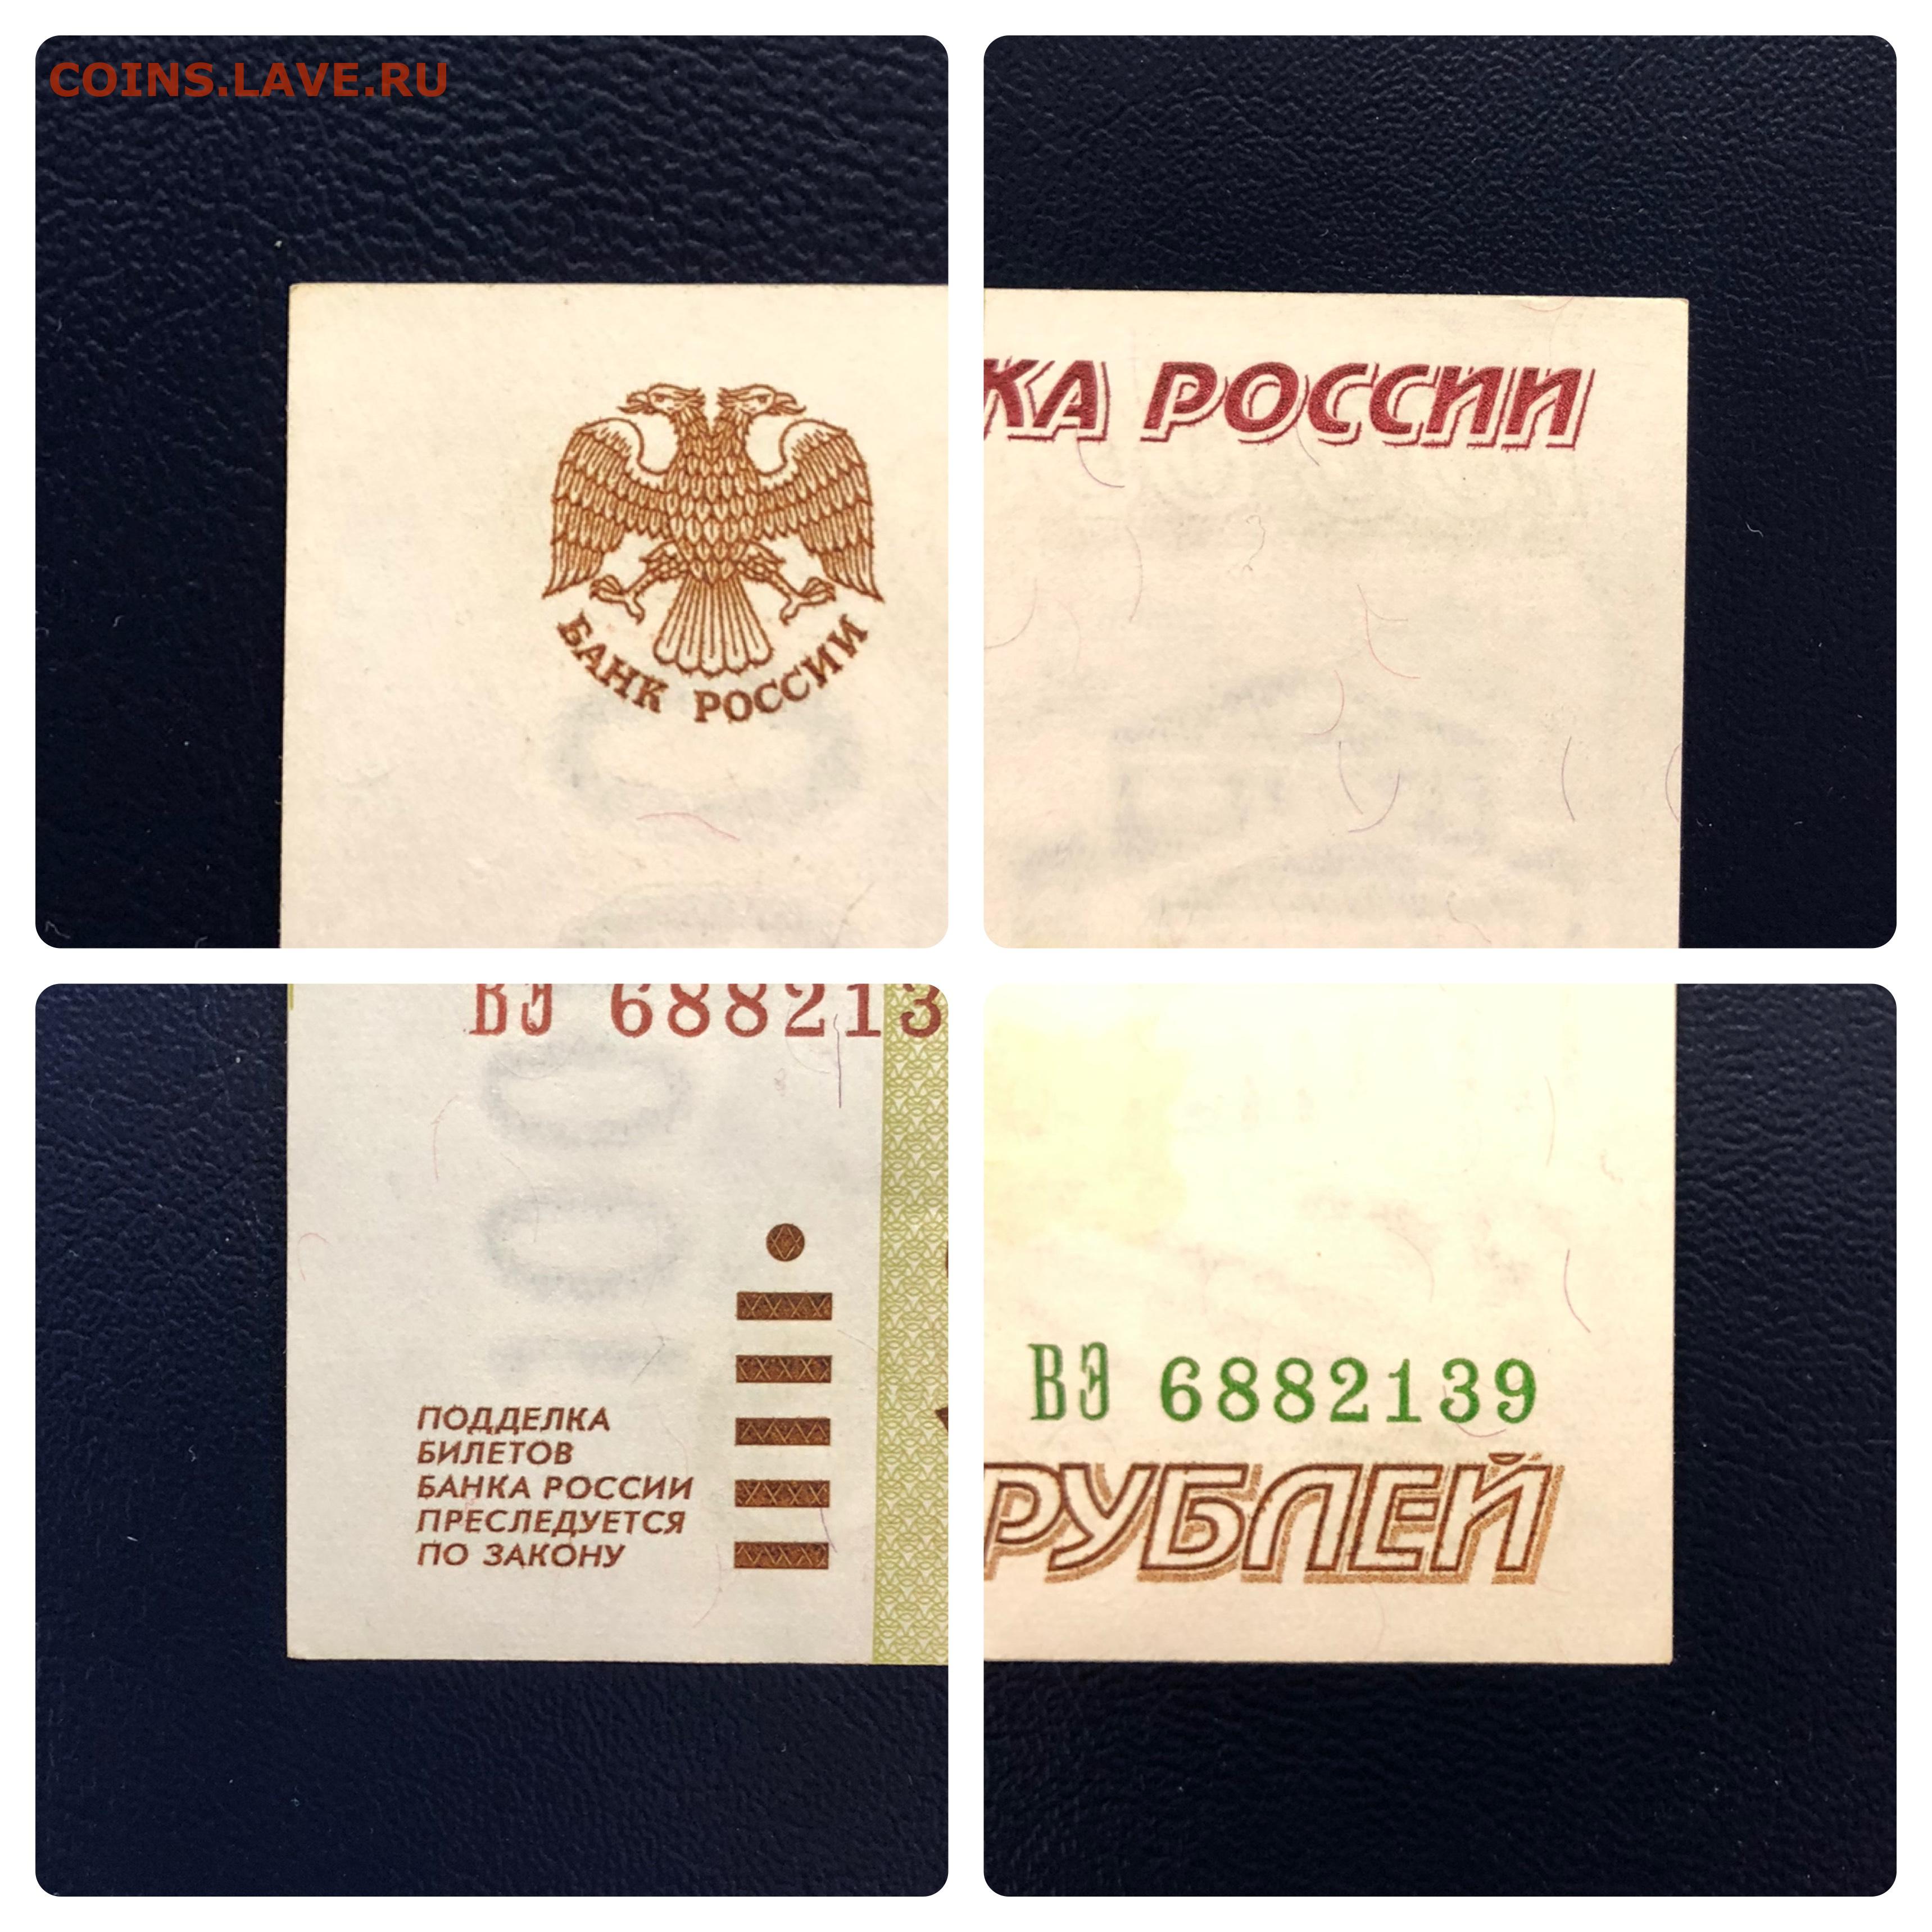 COINS.LAVE.RU
БАНК РОССИИ
КА РОССИИ
ВЭ 688213
ПОДДЕЛКА
БИЛЕТОВ
БАНКА РОССИИ
ПРЕСЛЕДУЕТСЯ
ПО ЗАКОНУ
ВЭ 6882139
РУБЛЕЙ